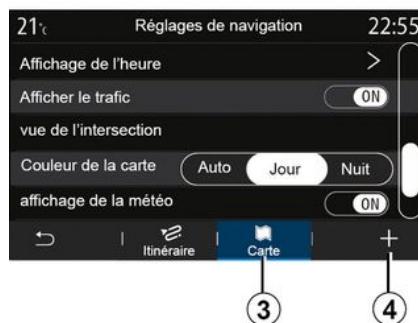 21°c Réglages de navigation 22:55
Affichage de l'heure >
Afficher le trafic ON
vue de l'intersection
Couleur de la carte Auto Jour Nuit
affichage de la météo ON
Itinéraire Carte +
3 4